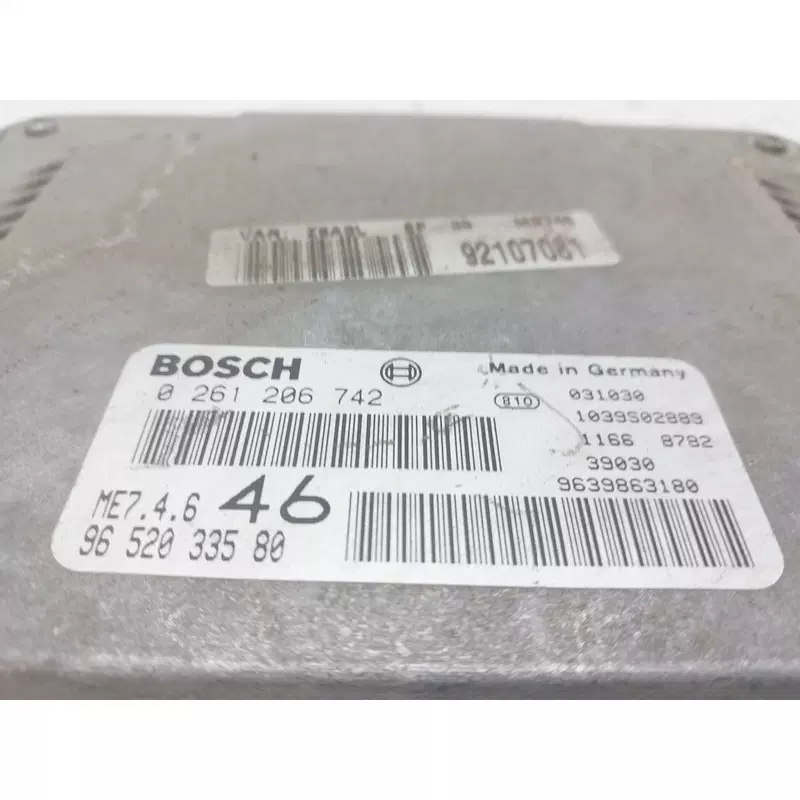 92107081
BOSCH Made in Germany
0 261 206 742 810 031030
1039S02889
1166 8782
39030
9639863180
ME7.4.6 46
96 520 335 80